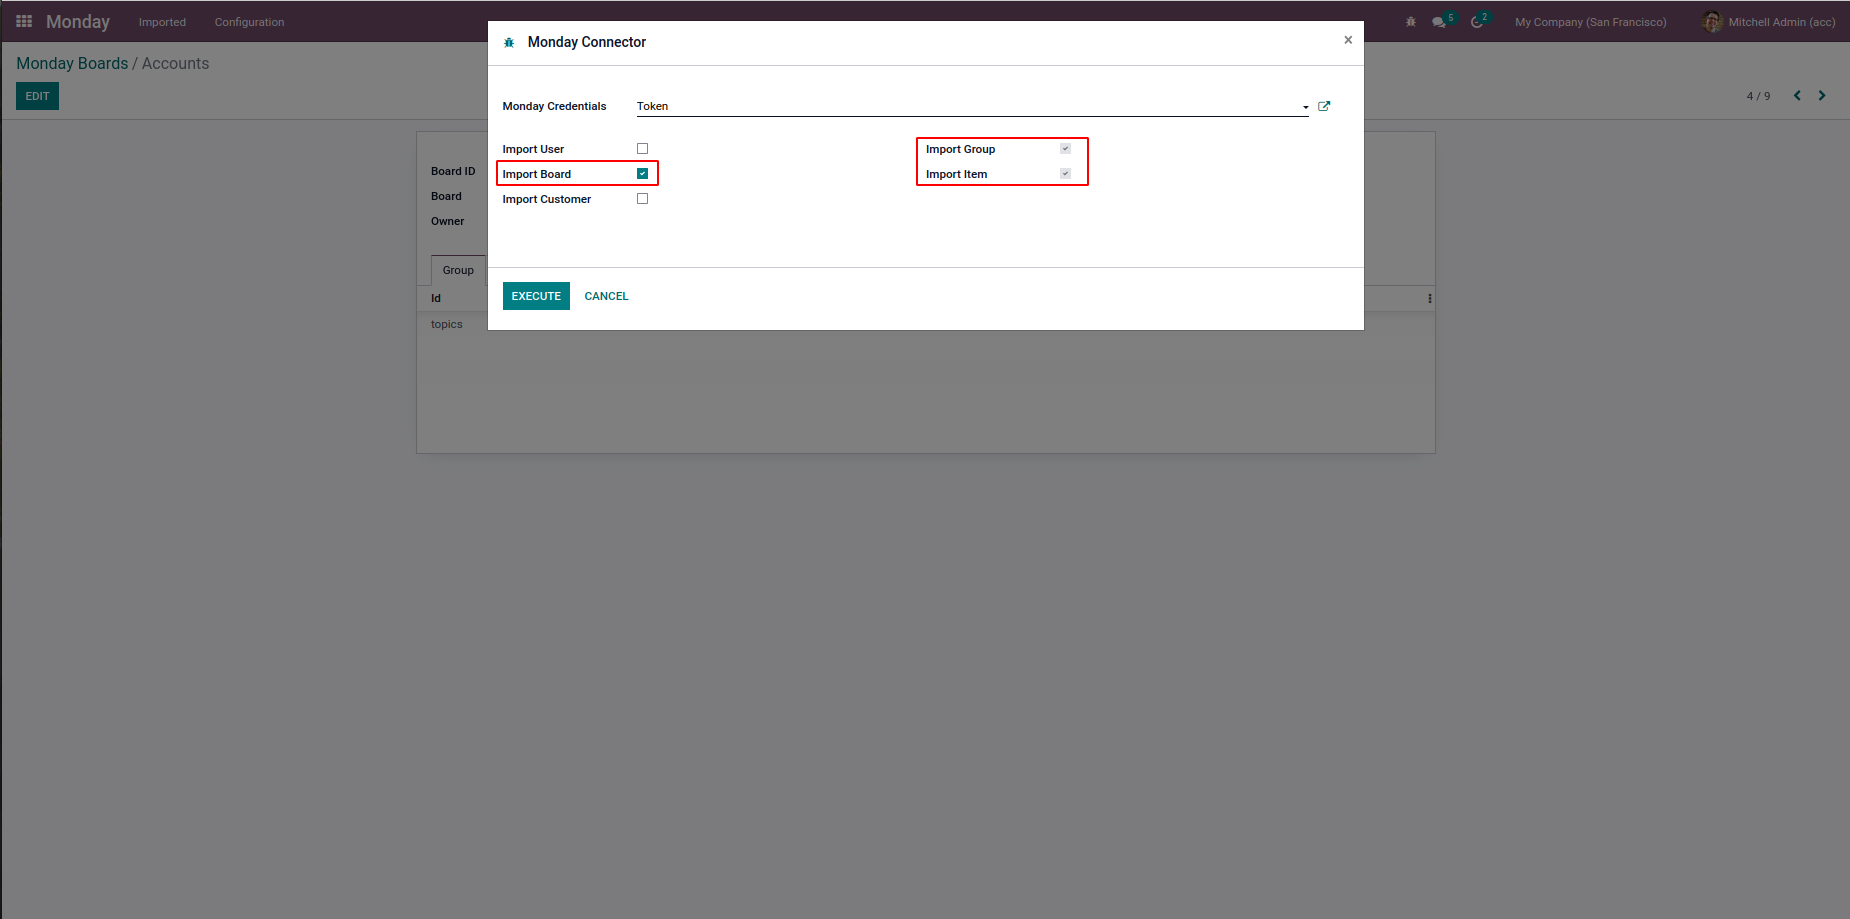 Monday Imported Configuration 5 2 My Company (San Francisco) Mitchell Admin (acc)
Monday Boards / Accounts
EDIT
4 / 9
Monday Connector ×
Monday Credentials Token
Import User Import Group
Import Board Import Item
Import Customer
EXECUTE CANCEL
Board ID
Board
Owner
Group
Id
topics